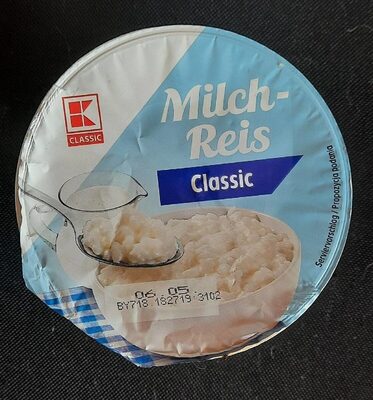 K
CLASSIC
Milch-
Reis
Classic
Serviervorschlag / Propozycja podania
06 05
BY718 182719 3102